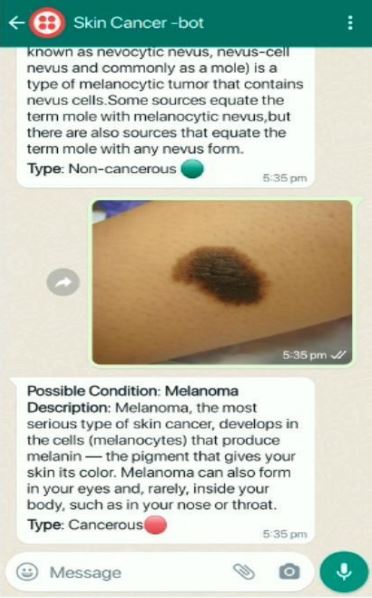 Skin Cancer -bot
known as nevocytic nevus, nevus-cell
nevus and commonly as a mole) is a
type of melanocytic tumor that contains
nevus cells.Some sources equate the
term mole with melanocytic nevus,but
there are also sources that equate the
term mole with any nevus form.
Type: Non-cancerous
5:35 pm
5:35 pm
Possible Condition: Melanoma
Description: Melanoma, the most
serious type of skin cancer, develops in
the cells (melanocytes) that produce
melanin — the pigment that gives your
skin its color. Melanoma can also form
in your eyes and, rarely, inside your
body, such as in your nose or throat.
Type: Cancerous
5:35 pm
Message